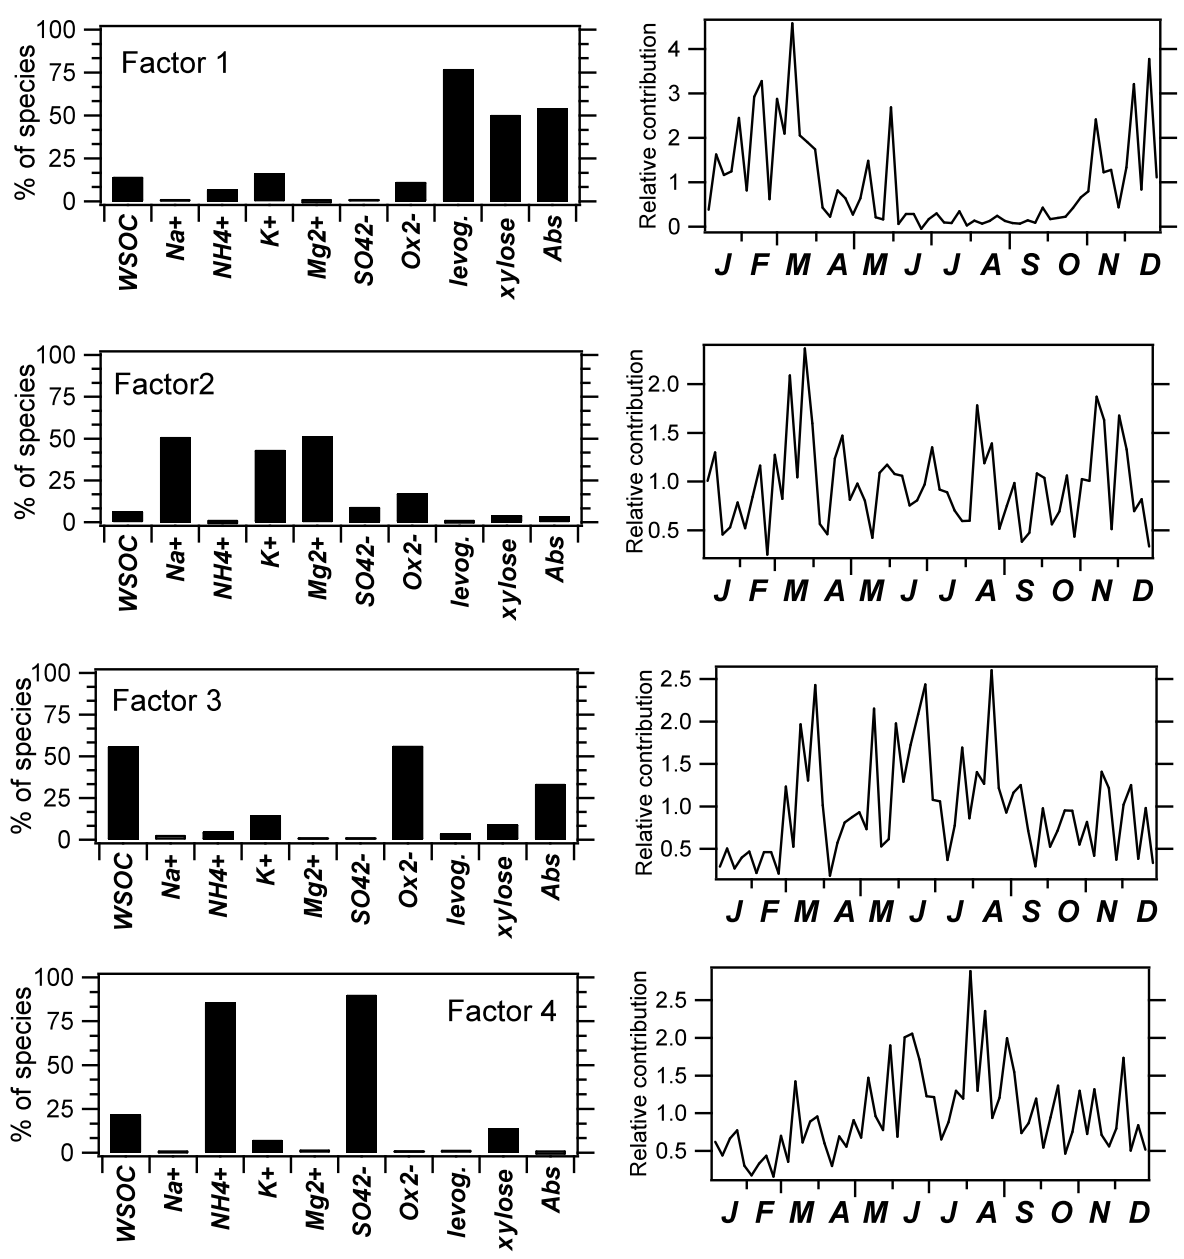 % of species
100
75
50
25
0
Factor 1
WSOC Na+ NH4+ K+ Mg2+ SO42- Ox2- levog. xylose Abs
Relative contribution
4
3
2
1
0
J F M A M J J A S O N D
% of species
100
75
50
25
0
Factor2
WSOC Na+ NH4+ K+ Mg2+ SO42- Ox2- levog. xylose Abs
Relative contribution
2.0
1.5
1.0
0.5
J F M A M J J A S O N D
% of species
100
75
50
25
0
Factor 3
WSOC Na+ NH4+ K+ Mg2+ SO42- Ox2- levog. xylose Abs
Relative contribution
2.5
2.0
1.5
1.0
0.5
J F M A M J J A S O N D
% of species
100
75
50
25
0
Factor 4
WSOC Na+ NH4+ K+ Mg2+ SO42- Ox2- levog. xylose Abs
Relative contribution
2.5
2.0
1.5
1.0
0.5
J F M A M J J A S O N D